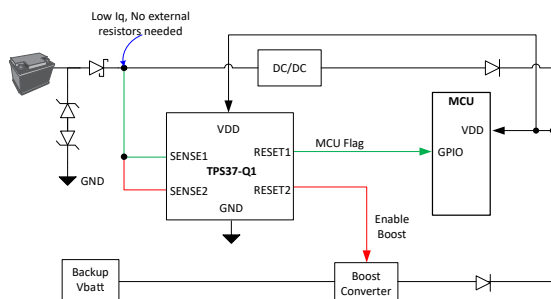 Low Iq, No external
resistors needed
DC/DC
MCU
VDD
VDD
SENSE1
RESET1
MCU Flag
GPIO
TPS37-Q1
SENSE2
RESET2
GND
GND
Enable
Boost
Backup
Vbatt
Boost
Converter